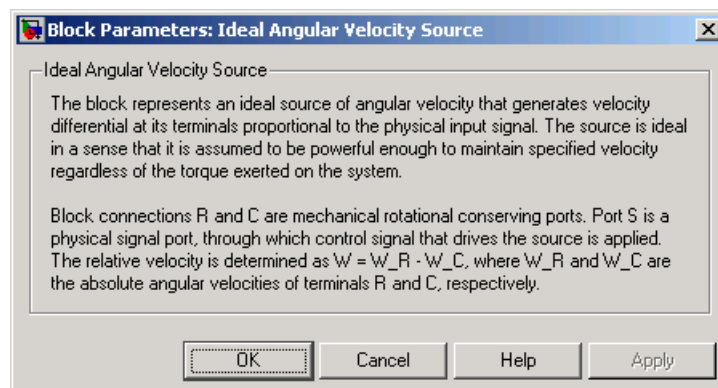 Block Parameters: Ideal Angular Velocity Source
Ideal Angular Velocity Source
The block represents an ideal source of angular velocity that generates velocity
differential at its terminals proportional to the physical input signal. The source is ideal
in a sense that it is assumed to be powerful enough to maintain specified velocity
regardless of the torque exerted on the system.
Block connections R and C are mechanical rotational conserving ports. Port S is a
physical signal port, through which control signal that drives the source is applied.
The relative velocity is determined as W = W_R - W_C, where W_R and W_C are
the absolute angular velocities of terminals R and C, respectively.
OK Cancel Help Apply